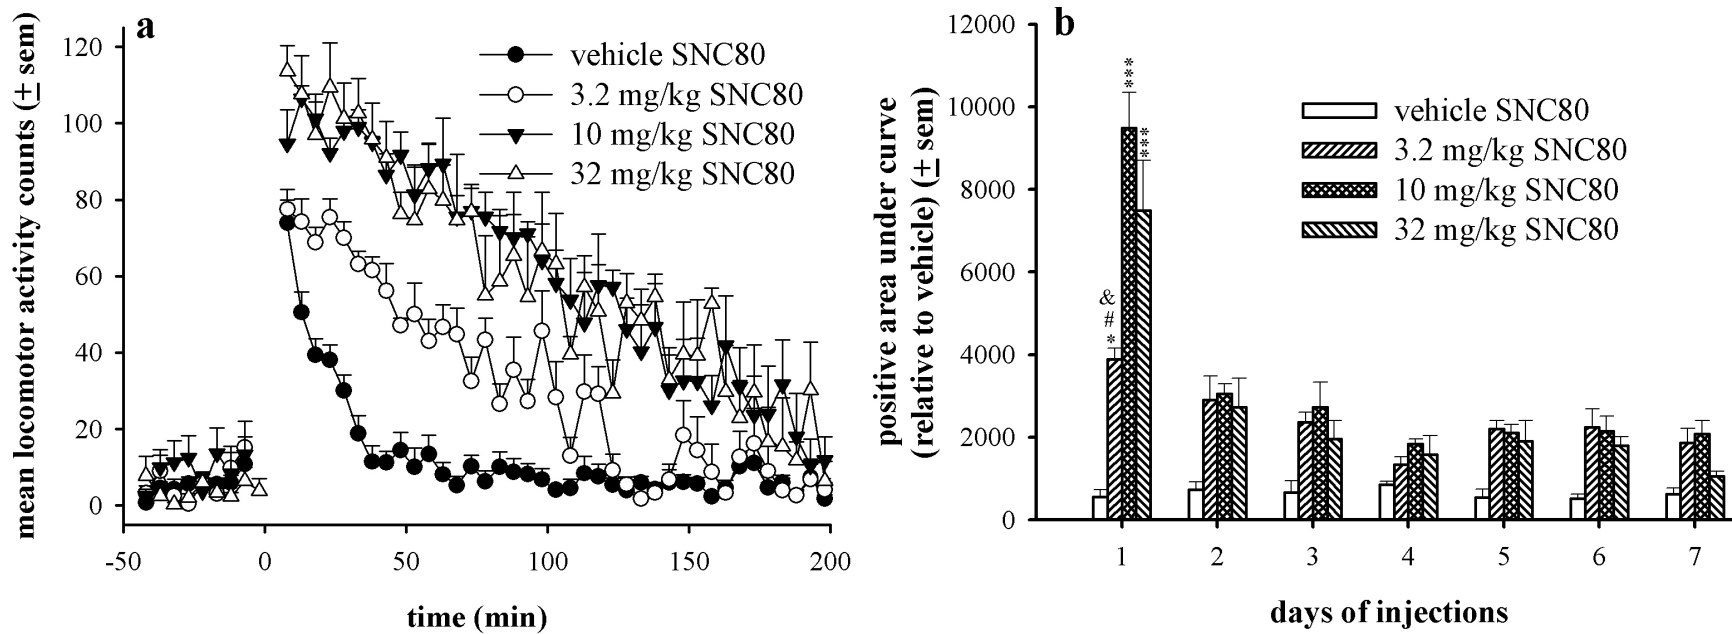 a
mean locomotor activity counts (± sem)
120
100
80
60
40
20
0
-50
0
50
100
150
200
time (min)
vehicle SNC80
3.2 mg/kg SNC80
10 mg/kg SNC80
32 mg/kg SNC80
b
positive area under curve
(relative to vehicle) (± sem)
12000
10000
8000
6000
4000
2000
0
&
#
*
***
***
1
2
3
4
5
6
7
days of injections
vehicle SNC80
3.2 mg/kg SNC80
10 mg/kg SNC80
32 mg/kg SNC80